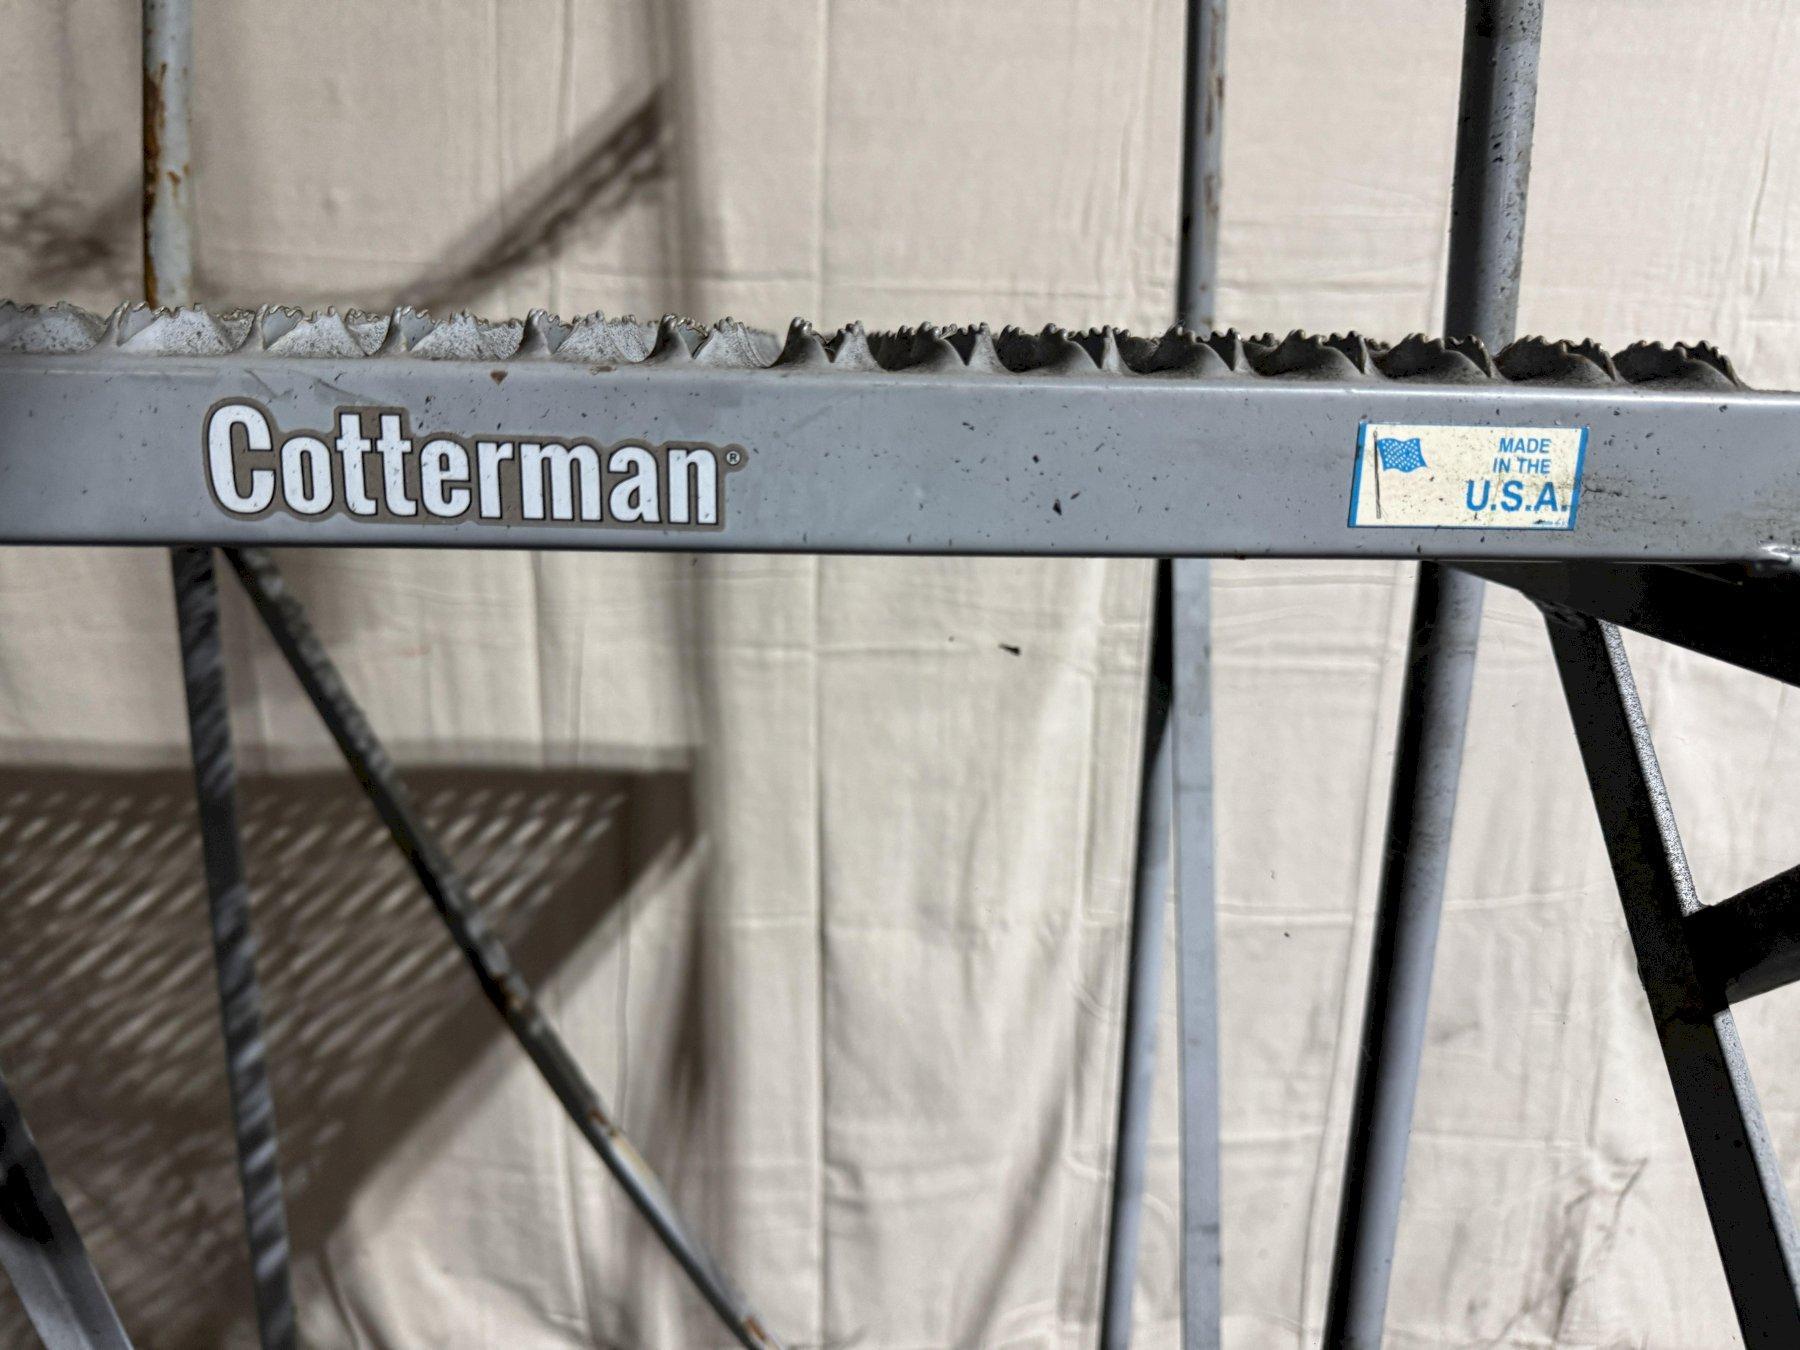 Cotterman®
MADE
IN THE
U.S.A.